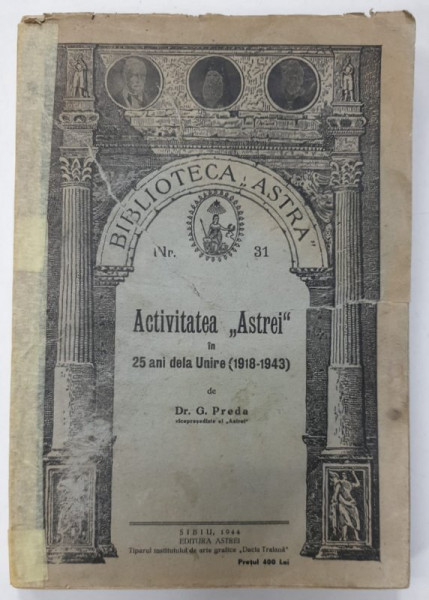 BIBLIOTECA „ASTRA"
Nr. 31
Activitatea „Astrei"
în
25 ani dela Unire (1918-1943)
de
Dr. G. Preda
vicepreşedinte al „Astrei"
SIBIU, 1944
EDITURA ASTREI
Tiparul institutului de arte grafice „Dacia Traiană"
Preţul 400 Lei